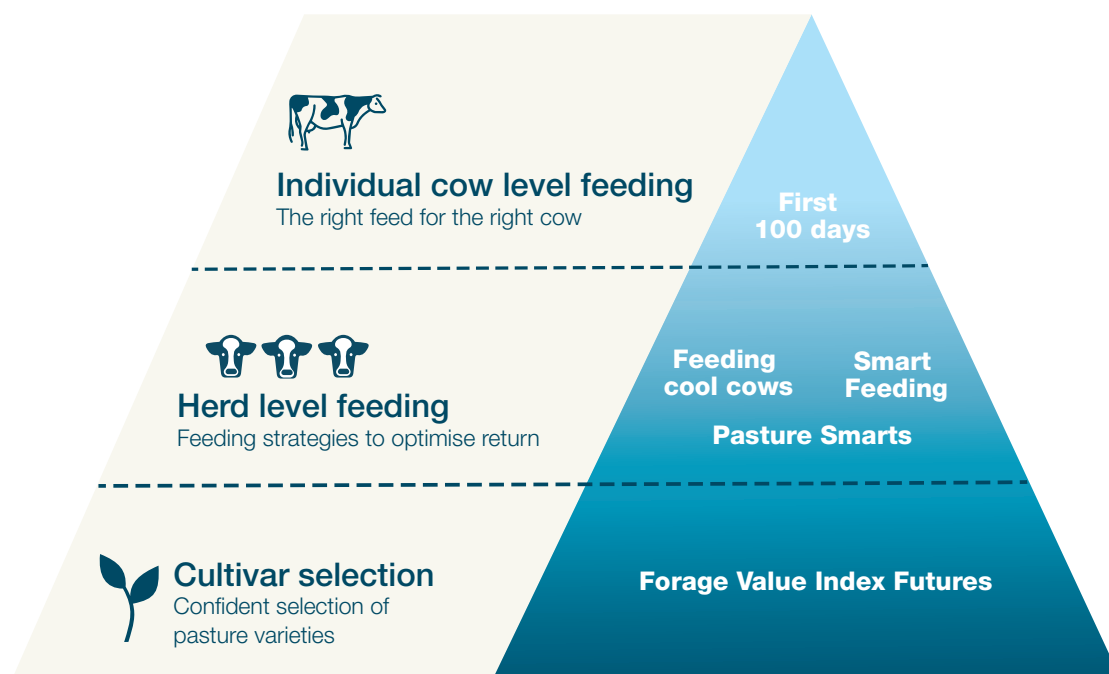 Individual cow level feeding
The right feed for the right cow
First
100 days
Herd level feeding
Feeding strategies to optimise return
Feeding
cool cows
Smart
Feeding
Pasture Smarts
Cultivar selection
Confident selection of
pasture varieties
Forage Value Index Futures